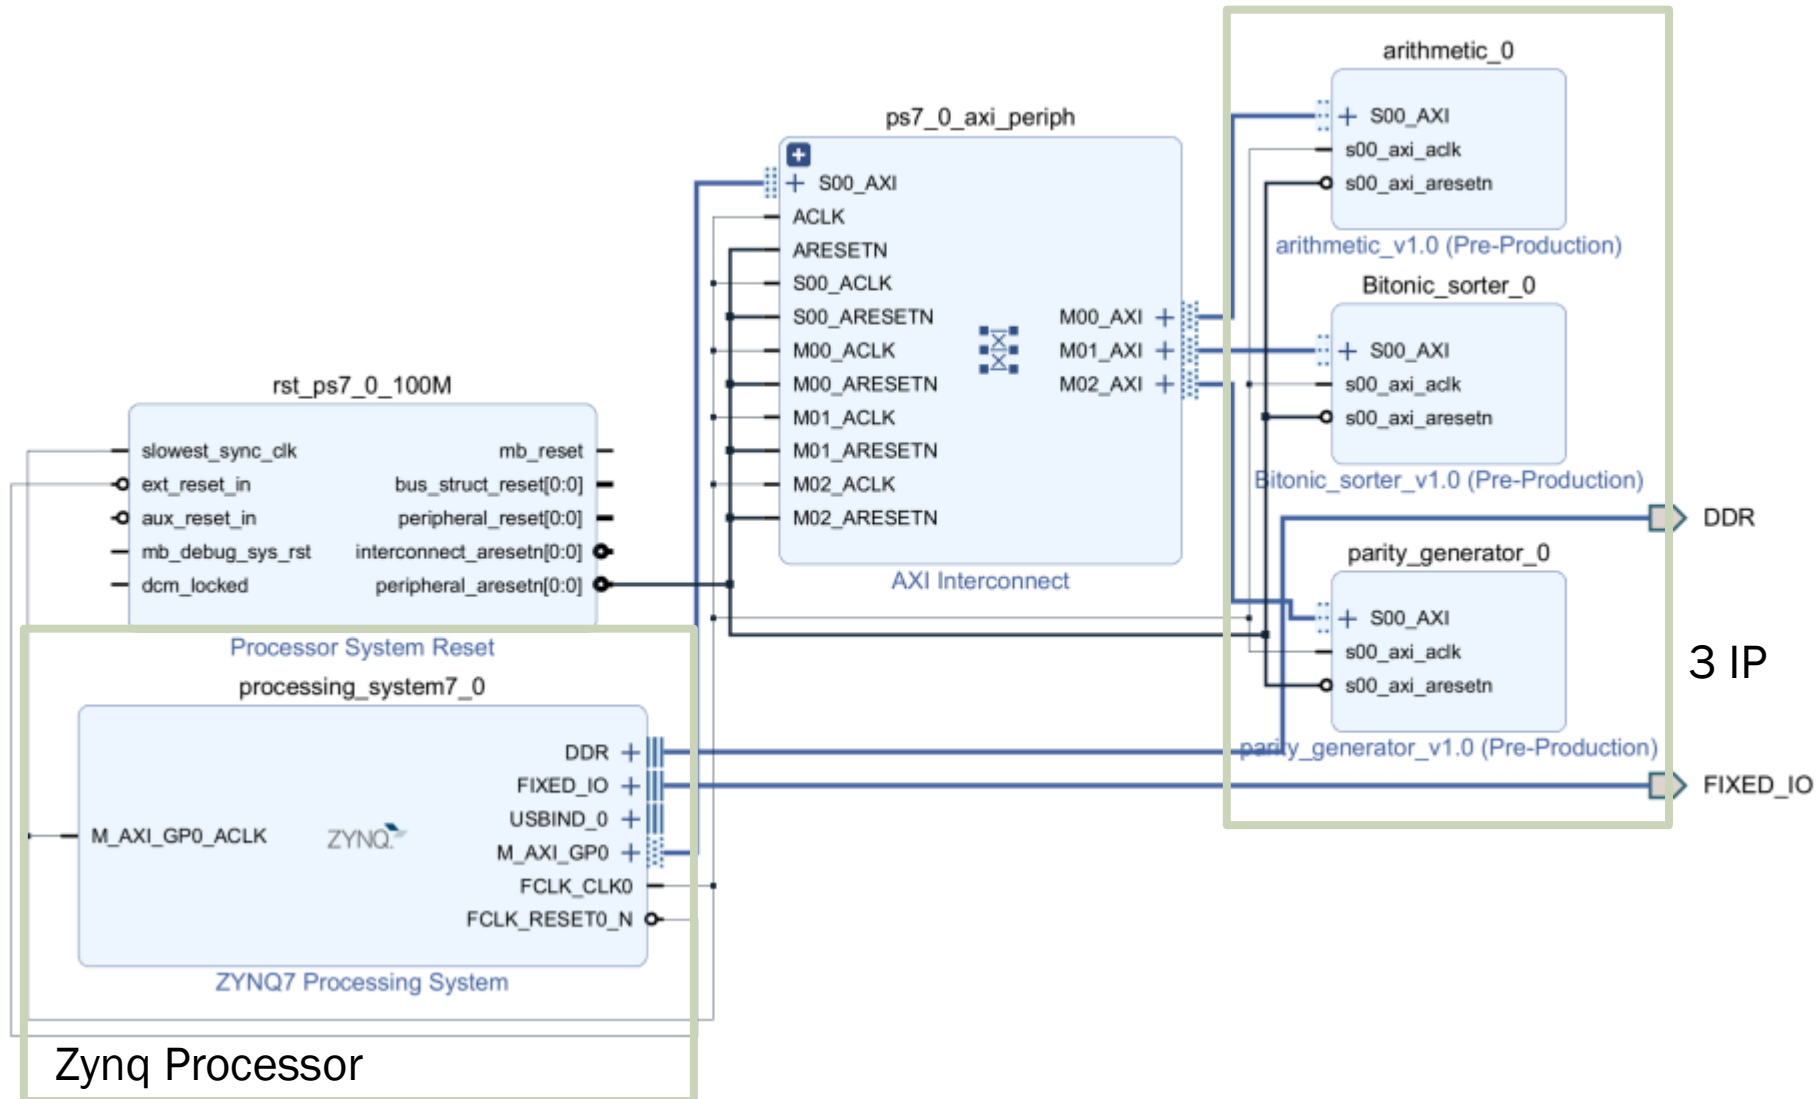 arithmetic_0
S00_AXI
s00_axi_aclk
s00_axi_aresetn
arithmetic_v1.0 (Pre-Production)
ps7_0_axi_periph
S00_AXI
ACLK
ARESETN
S00_ACLK
S00_ARESETN
M00_ACLK
M00_ARESETN
M01_ACLK
M01_ARESETN
M02_ACLK
M02_ARESETN
M00_AXI
M01_AXI
M02_AXI
AXI Interconnect
Bitonic_sorter_0
S00_AXI
s00_axi_aclk
s00_axi_aresetn
Bitonic_sorter_v1.0 (Pre-Production)
rst_ps7_0_100M
slowest_sync_clk
ext_reset_in
aux_reset_in
mb_debug_sys_rst
dcm_locked
mb_reset
bus_struct_reset[0:0]
peripheral_reset[0:0]
interconnect_aresetn[0:0]
peripheral_aresetn[0:0]
Processor System Reset
DDR
parity_generator_0
S00_AXI
s00_axi_aclk
s00_axi_aresetn
parity_generator_v1.0 (Pre-Production)
3 IP
FIXED_IO
processing_system7_0
M_AXI_GP0_ACLK
ZYNQ
DDR
FIXED_IO
USBIND_0
M_AXI_GP0
FCLK_CLK0
FCLK_RESET0_N
ZYNQ7 Processing System
Zynq Processor